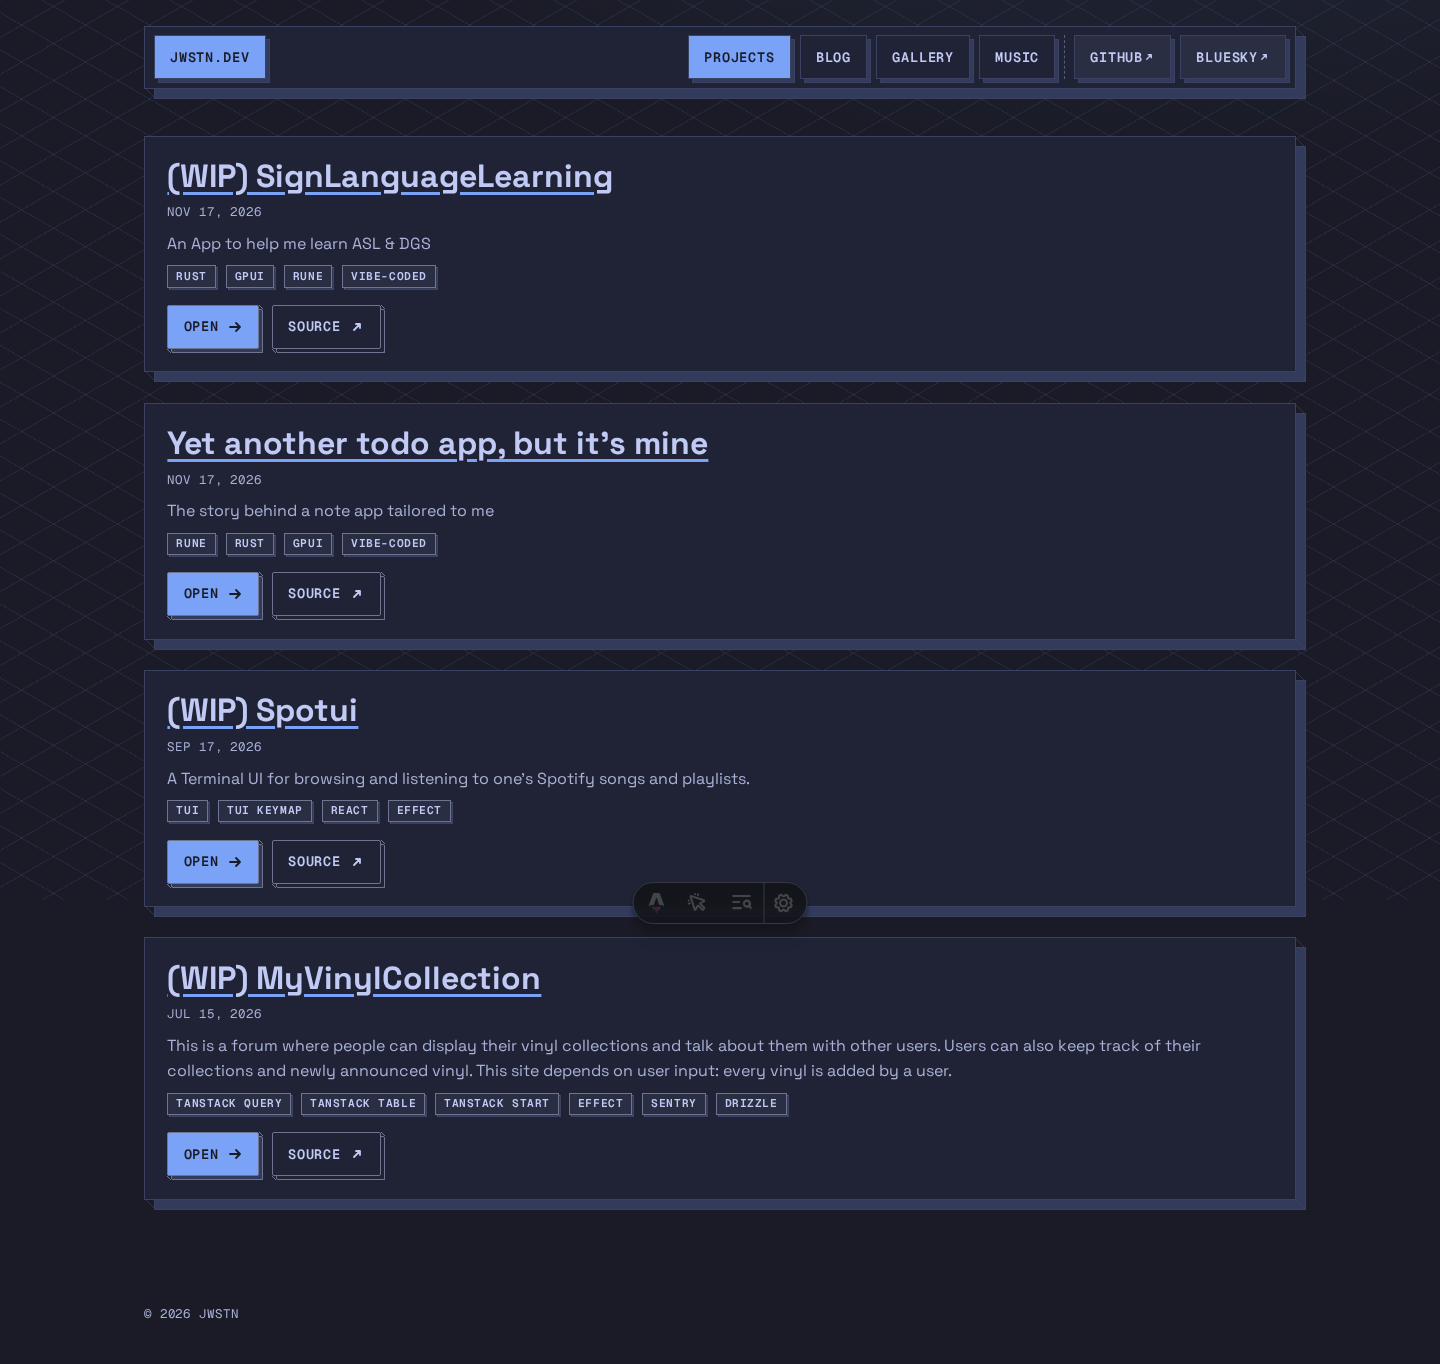 JWSTN.DEV
PROJECTS
BLOG
GALLERY
MUSIC
GITHUB↗
BLUESKY↗
(WIP) SignLanguageLearning
NOV 17, 2026
An App to help me learn ASL & DGS
RUST
GPUI
RUNE
VIBE-CODED
OPEN →
SOURCE ↗
Yet another todo app, but it’s mine
NOV 17, 2026
The story behind a note app tailored to me
RUNE
RUST
GPUI
VIBE-CODED
OPEN →
SOURCE ↗
(WIP) Spotui
SEP 17, 2026
A Terminal UI for browsing and listening to one’s Spotify songs and playlists.
TUI
TUI KEYMAP
REACT
EFFECT
OPEN →
SOURCE ↗
(WIP) MyVinylCollection
JUL 15, 2026
This is a forum where people can display their vinyl collections and talk about them with other users. Users can also keep track of their
collections and newly announced vinyl. This site depends on user input: every vinyl is added by a user.
TANSTACK QUERY
TANSTACK TABLE
TANSTACK START
EFFECT
SENTRY
DRIZZLE
OPEN →
SOURCE ↗
© 2026 JWSTN